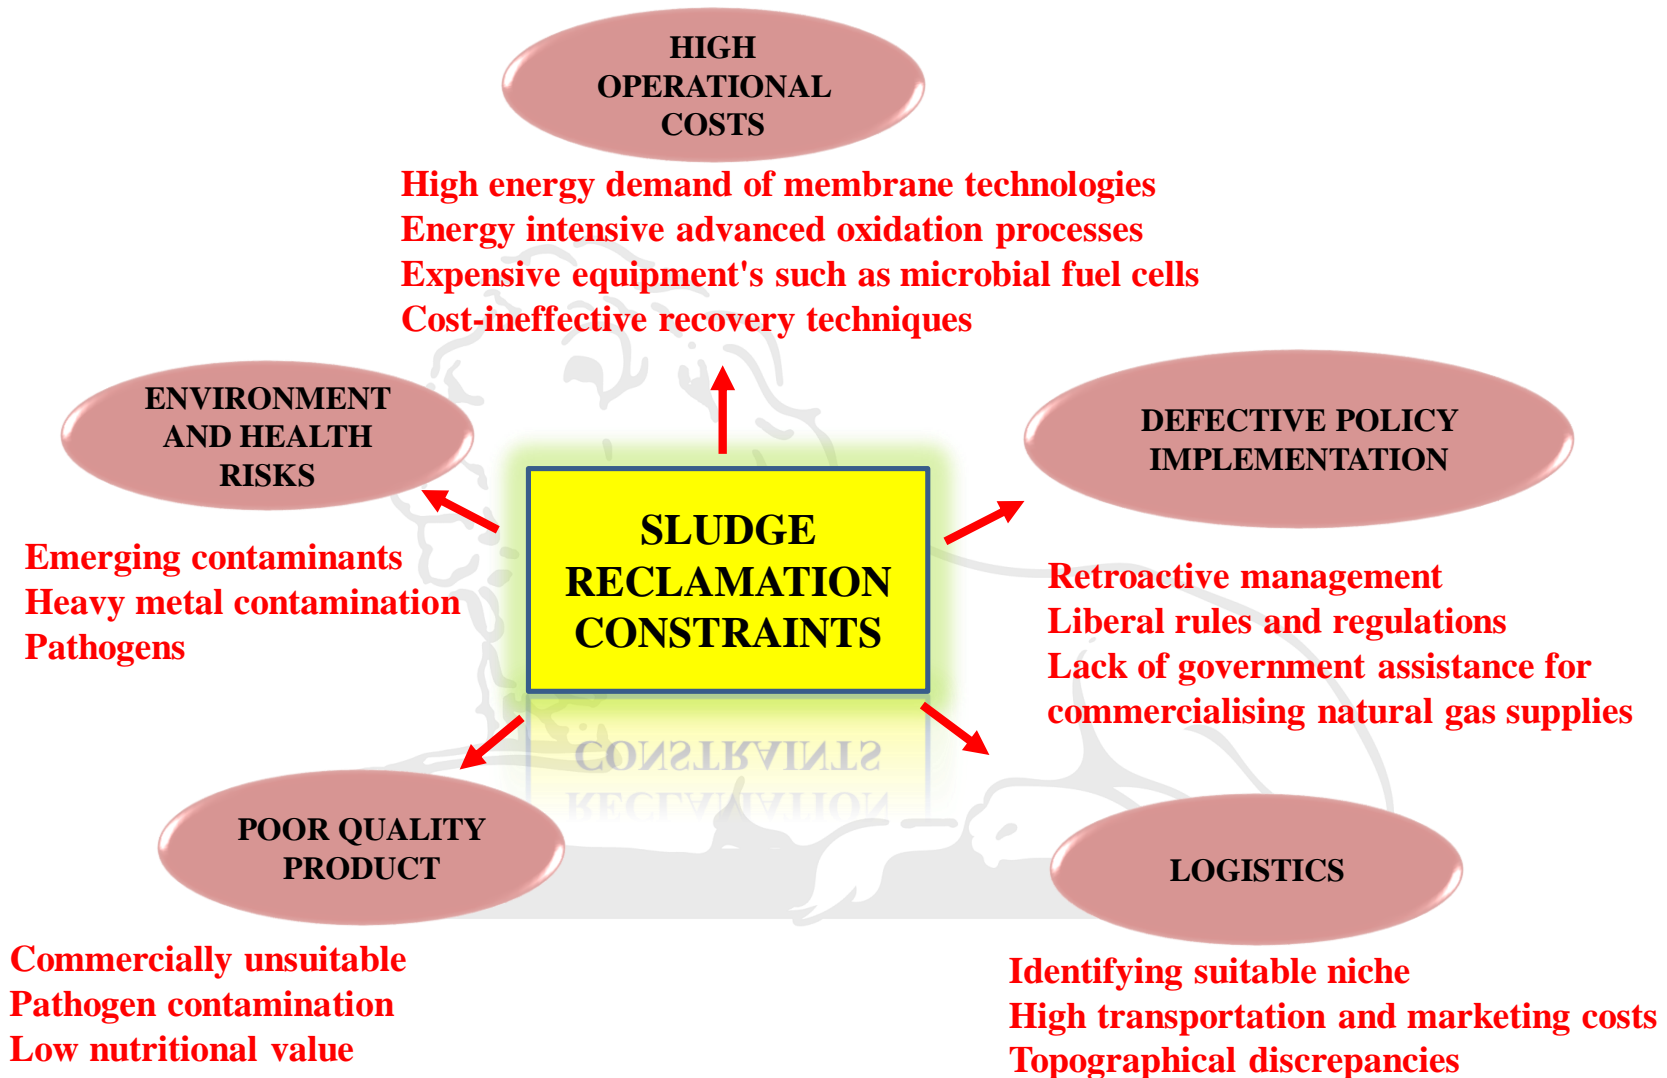 HIGH
OPERATIONAL
COSTS
High energy demand of membrane technologies
Energy intensive advanced oxidation processes
Expensive equipment's such as microbial fuel cells
Cost-ineffective recovery techniques
ENVIRONMENT
AND HEALTH
RISKS
Emerging contaminants
Heavy metal contamination
Pathogens
DEFECTIVE POLICY
IMPLEMENTATION
Retroactive management
Liberal rules and regulations
Lack of government assistance for
commercialising natural gas supplies
SLUDGE
RECLAMATION
CONSTRAINTS
POOR QUALITY
PRODUCT
Commercially unsuitable
Pathogen contamination
Low nutritional value
LOGISTICS
Identifying suitable niche
High transportation and marketing costs
Topographical discrepancies